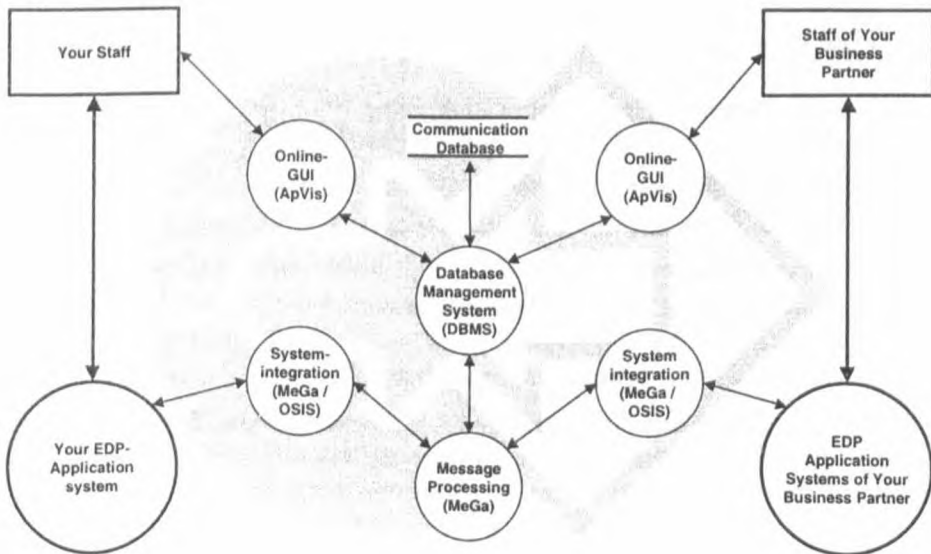 Your Staff
Staff of Your
Business
Partner
Communication
Database
Online-
GUI
(ApVis)
Online-
GUI
(ApVis)
Database
Management
System
(DBMS)
System-
integration
(MeGa /
OSIS)
System
integration
(MeGa /
OSIS)
Your EDP-
Application
system
Message
Processing
(MeGa)
EDP
Application
Systems of Your
Business Partner